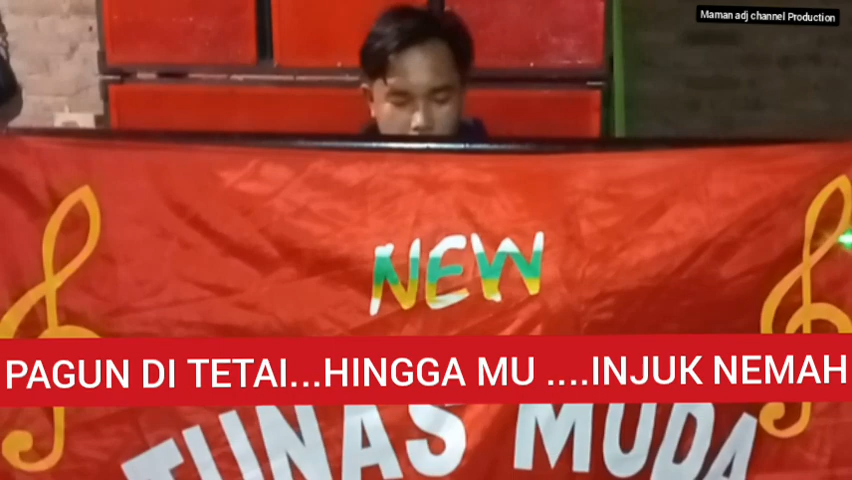 Maman adj channel Production
NEW
PAGUN DI TETAI...HINGGA MU ....INJUK NEMAH
TUNAS MUDA